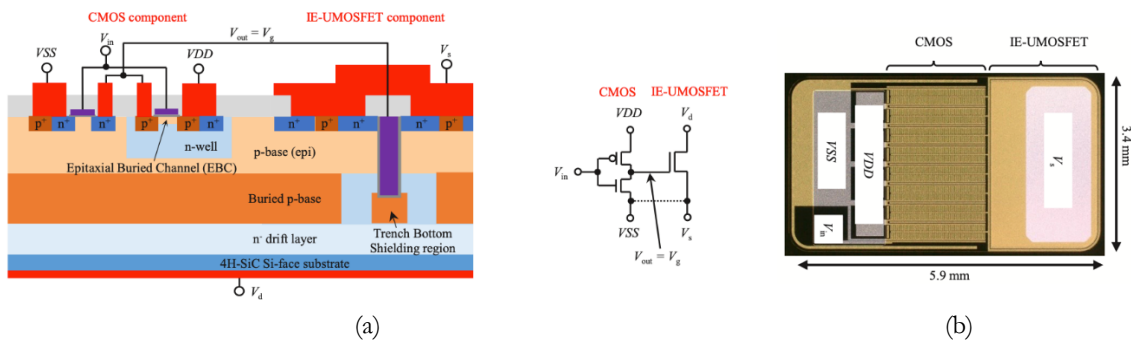 CMOS component
IE-UMOSFET component
Vin
Vout = Vg
VSS
VDD
Vs
p+ n+ n+ p+ p+ n+ n+ p+ n+ n+ p+
n-well
p-base (epi)
Epitaxial Buried Channel (EBC)
Buried p-base
Trench Bottom
Shielding region
n- drift layer
4H-SiC Si-face substrate
Vd
(a)
CMOS IE-UMOSFET
VDD Vd
Vin
VSS Vs
Vout = Vg
CMOS IE-UMOSFET
VSS
VDD
Vin
Vs
3.4 mm
5.9 mm
(b)